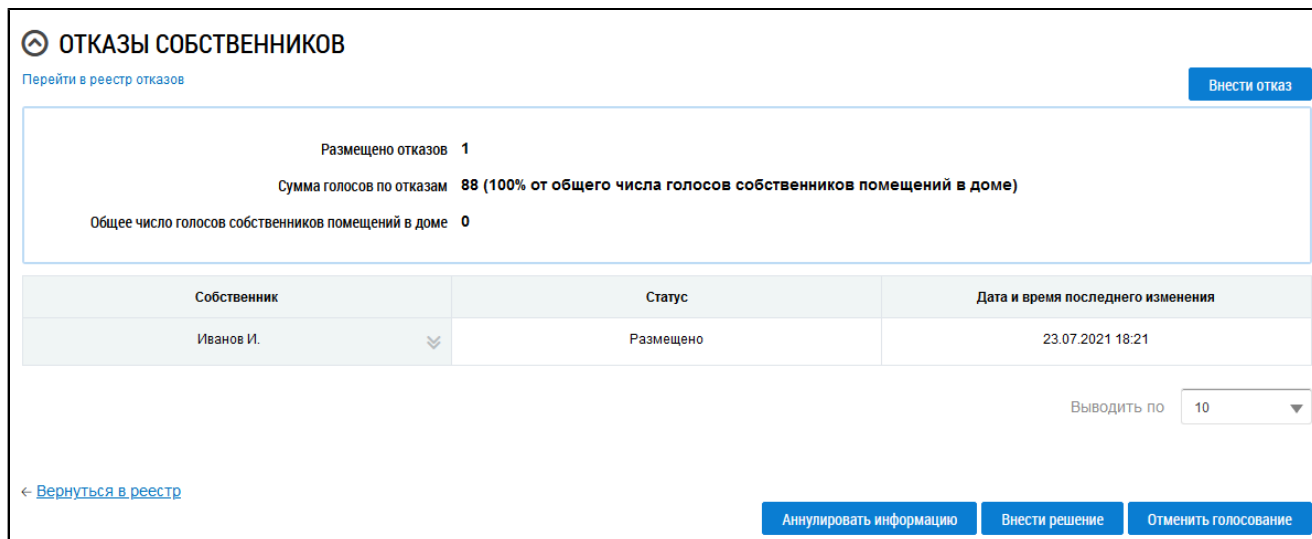 ОТКАЗЫ СОБСТВЕННИКОВ
Перейти в реестр отказов
Внести отказ
Размещено отказов 1
Сумма голосов по отказам 88 (100% от общего числа голосов собственников помещений в доме)
Общее число голосов собственников помещений в доме 0
Собственник Статус Дата и время последнего изменения
Иванов И. Размещено 23.07.2021 18:21
Выводить по 10
← Вернуться в реестр
Аннулировать информацию Внести решение Отменить голосование